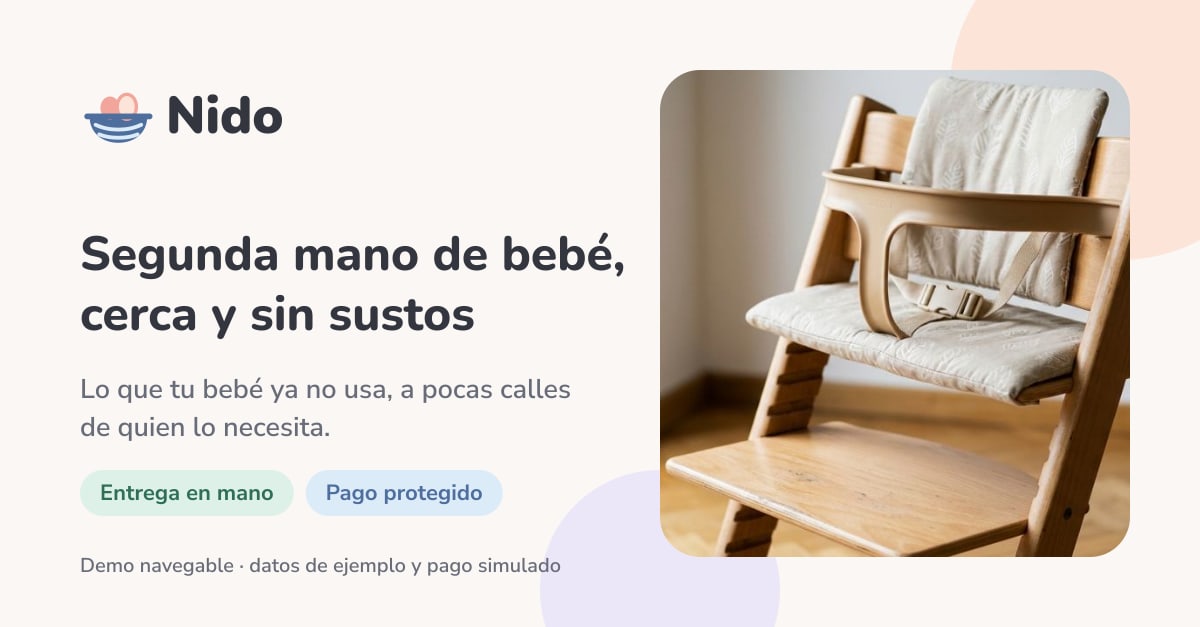 Nido
Segunda mano de bebé,
cerca y sin sustos
Lo que tu bebé ya no usa, a pocas calles
de quien lo necesita.
Entrega en mano
Pago protegido
Demo navegable · datos de ejemplo y pago simulado